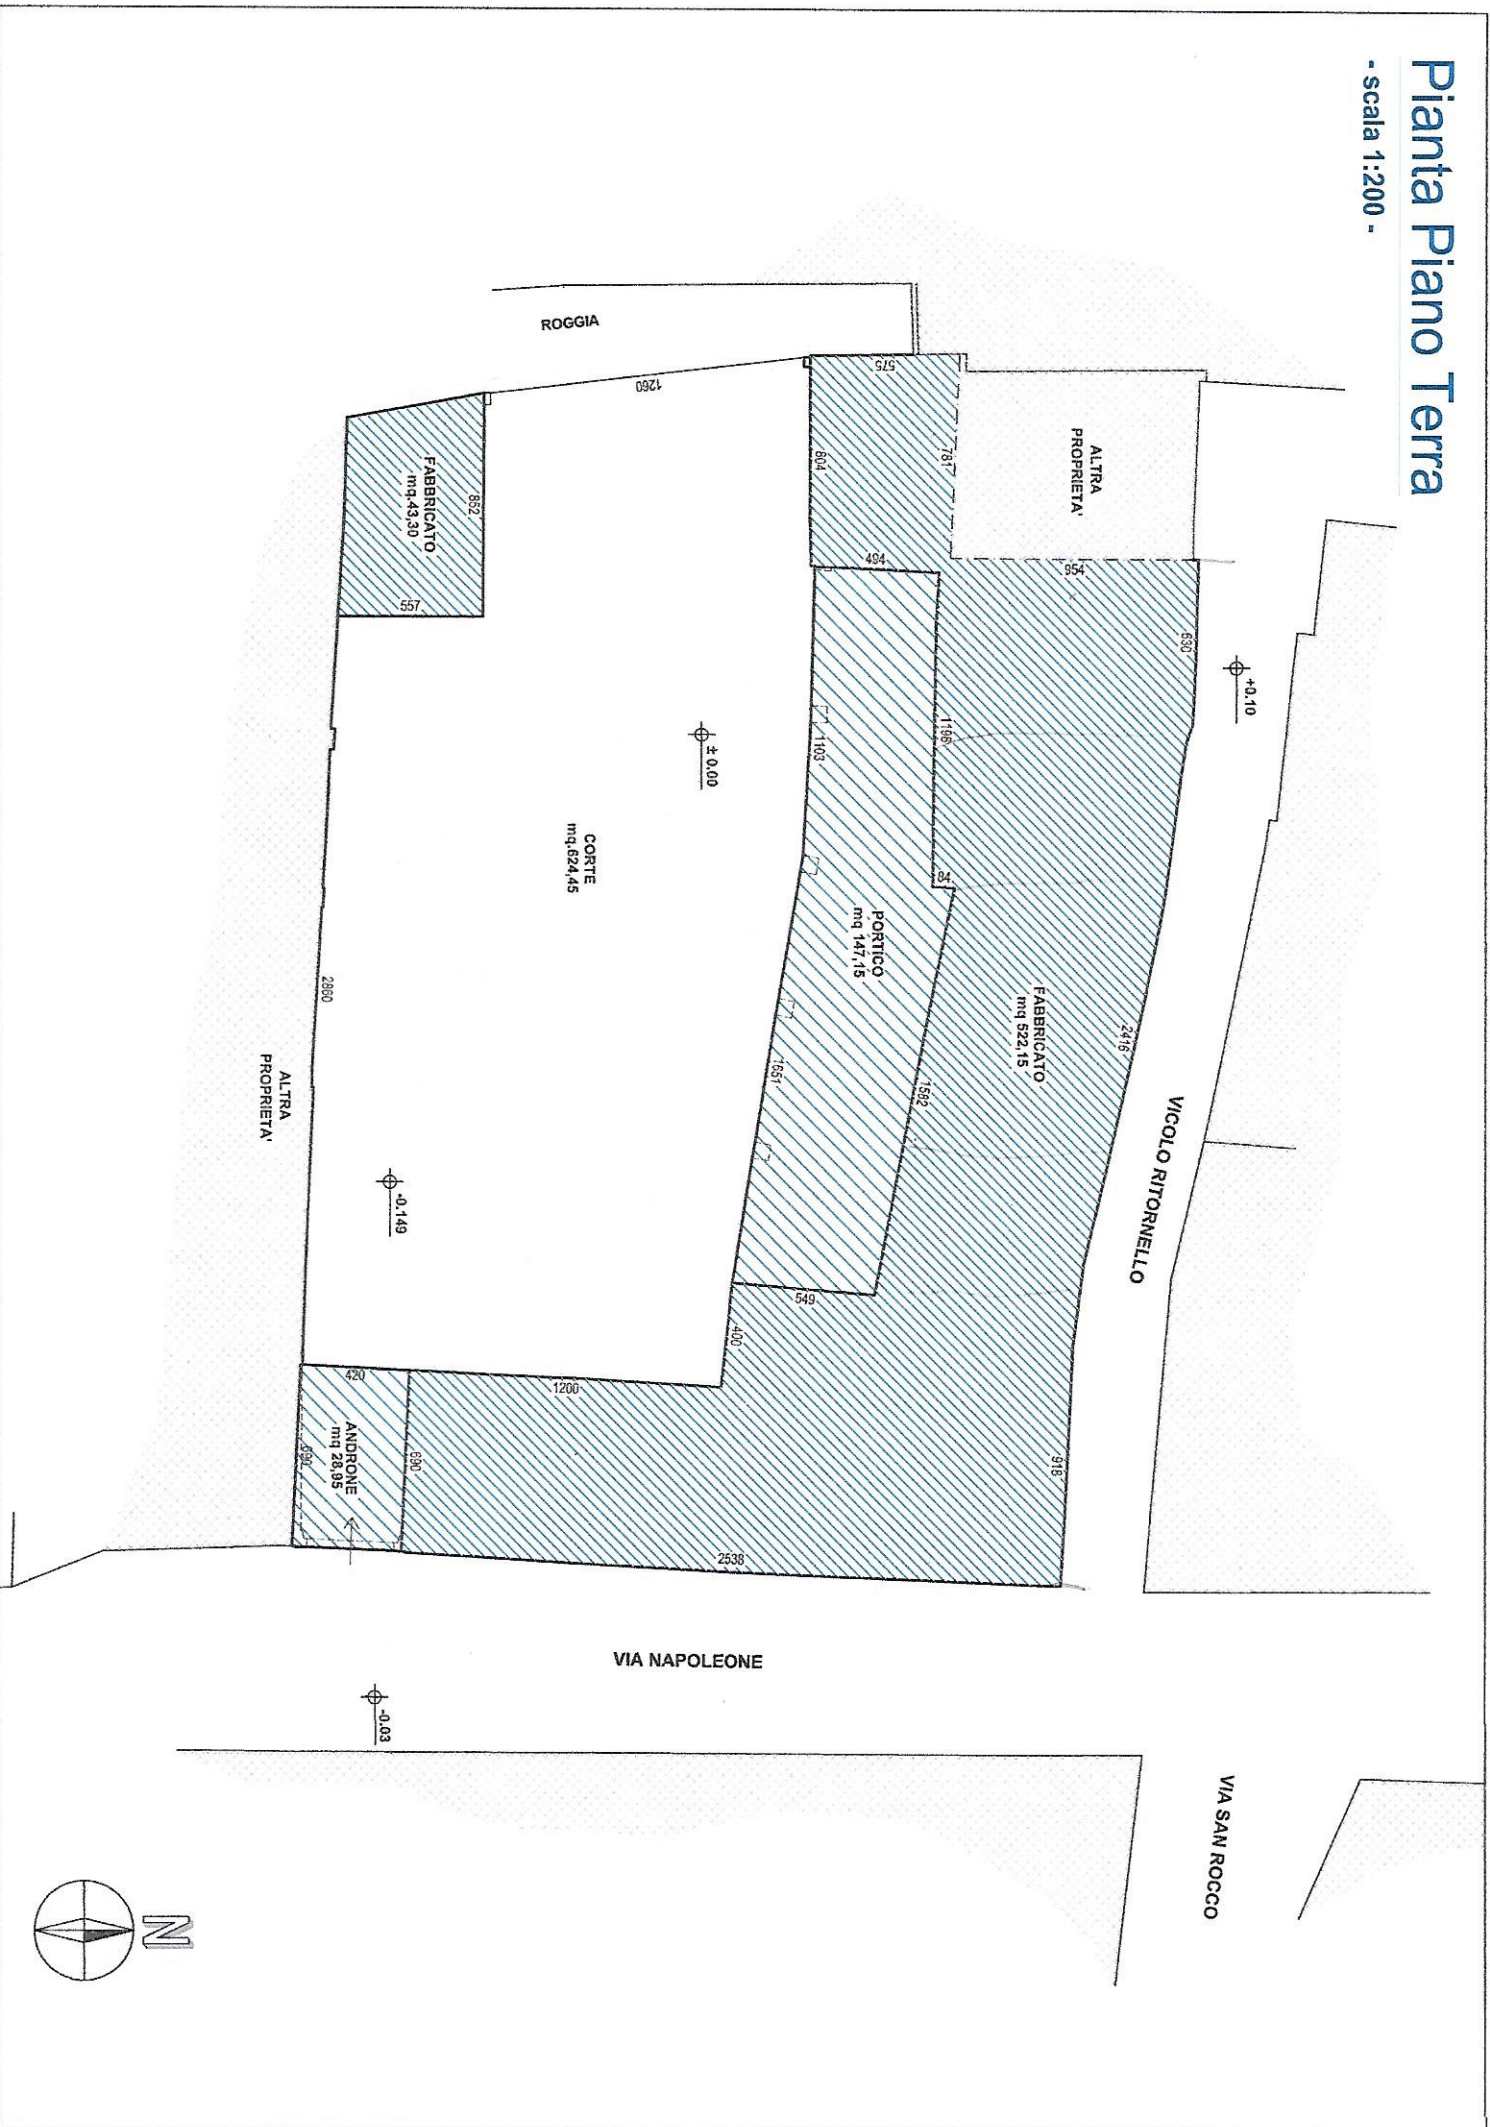 Pianta Piano Terra
- scala 1:200 -
ROGGIA
1260
575
781
804
ALTRA
PROPRIETA'
494
954
630
+0.10
FABBRICATO
mq.43,30
862
557
± 0.00
1103
1196
84
CORTE
mq.624,45
PORTICO
mq 147,15
FABBRICATO
mq 522,15
2416
1582
1651
2860
ALTRA
PROPRIETA'
VICOLO RITORNELLO
-0.149
549
400
420
1200
ANDRONE
mq 28,95
690
690
918
2538
VIA NAPOLEONE
-0.03
VIA SAN ROCCO
N